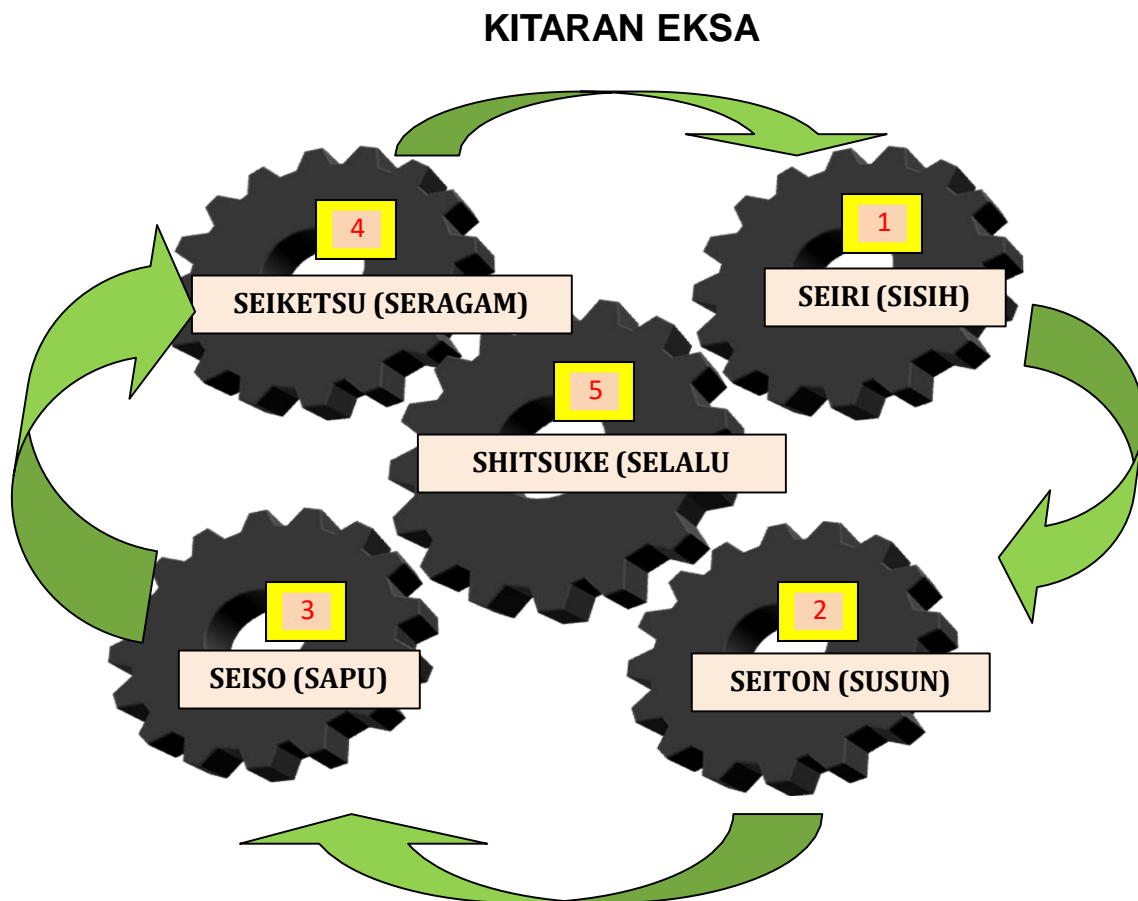 KITARAN EKSA
4
SEIKETSU (SERAGAM)
1
SEIRI (SISIH)
5
SHITSUKE (SELALU
3
SEISO (SAPU)
2
SEITON (SUSUN)